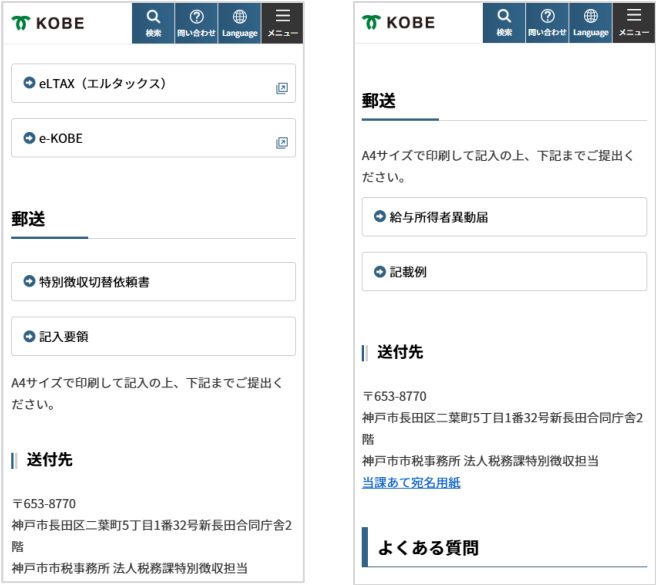 KOBE
検索
問い合わせ
Language
メニュー
eLTAX（エルタックス）
e-KOBE
郵送
特別徴収切替依頼書
記入要領
A4サイズで印刷して記入の上、下記までご提出く
ださい。
送付先
〒653-8770
神戸市長田区二葉町5丁目1番32号新長田合同庁舎2
階
神戸市市税事務所 法人税務課特別徴収担当
KOBE
検索
問い合わせ
Language
メニュー
郵送
A4サイズで印刷して記入の上、下記までご提出く
ださい。
給与所得者異動届
記載例
送付先
〒653-8770
神戸市長田区二葉町5丁目1番32号新長田合同庁舎2
階
神戸市市税事務所 法人税務課特別徴収担当
当課あて宛名用紙
よくある質問